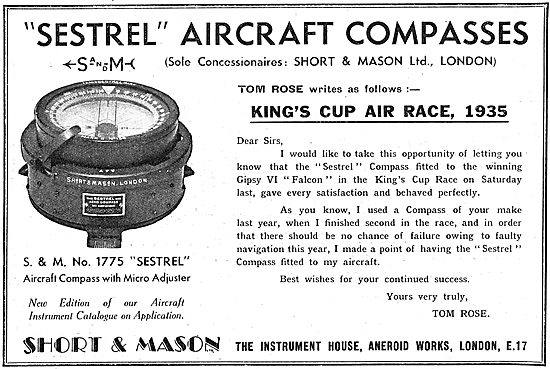 "SESTREL" AIRCRAFT COMPASSES
S AND M
(Sole Concessionaires: SHORT & MASON Ltd., LONDON)
TOM ROSE writes as follows :—
KING'S CUP AIR RACE, 1935
Dear Sirs,
I would like to take this opportunity of letting you
know that the "Sestrel" Compass fitted to the winning
Gipsy VI "Falcon" in the King's Cup Race on Saturday
last, gave every satisfaction and behaved perfectly.
As you know, I used a Compass of your make
last year, when I finished second in the race, and in order
that there should be no chance of failure owing to faulty
navigation this year, I made a point of having the "Sestrel"
Compass fitted to my aircraft.
Best wishes for your continued success.
Yours very truly,
TOM ROSE.
SHORT & MASON, LONDON
THE SESTREL
S. & M. No. 1775 "SESTREL"
Aircraft Compass with Micro Adjuster
New Edition of our Aircraft
Instrument Catalogue on Application.
SHORT & MASON THE INSTRUMENT HOUSE, ANEROID WORKS, LONDON, E.17